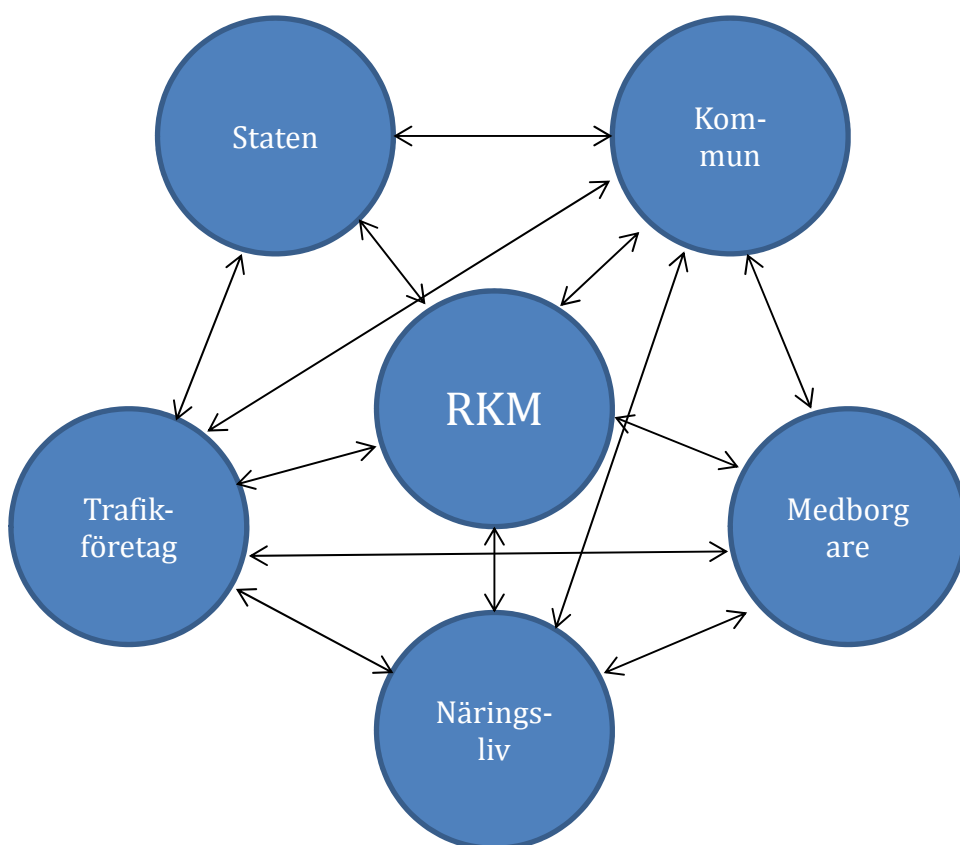 Staten
Kom-
mun
RKM
Trafik-
företag
Medborg
are
Närings-
liv